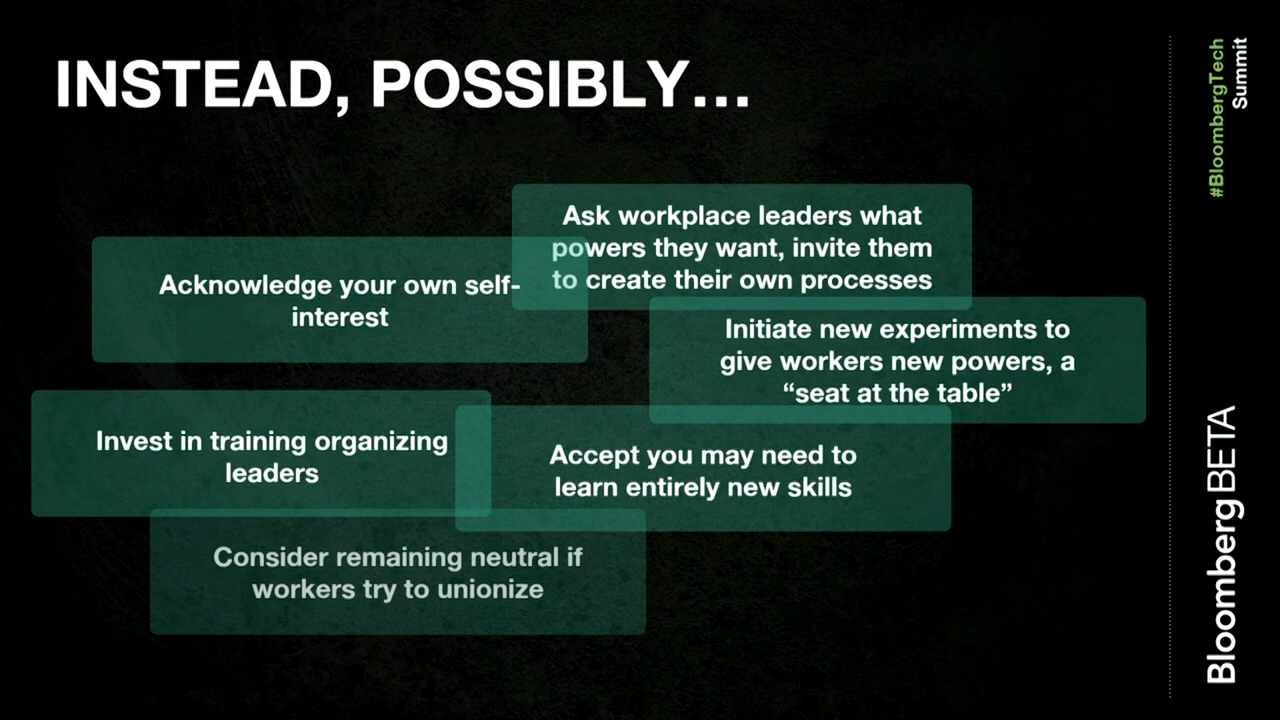 INSTEAD, POSSIBLY…
Ask workplace leaders what
powers they want, invite them
to create their own processes
Acknowledge your own self-
interest
Initiate new experiments to
give workers new powers, a
“seat at the table”
Invest in training organizing
leaders
Accept you may need to
learn entirely new skills
Consider remaining neutral if
workers try to unionize
#BloombergTech
Summit
Bloomberg BETA